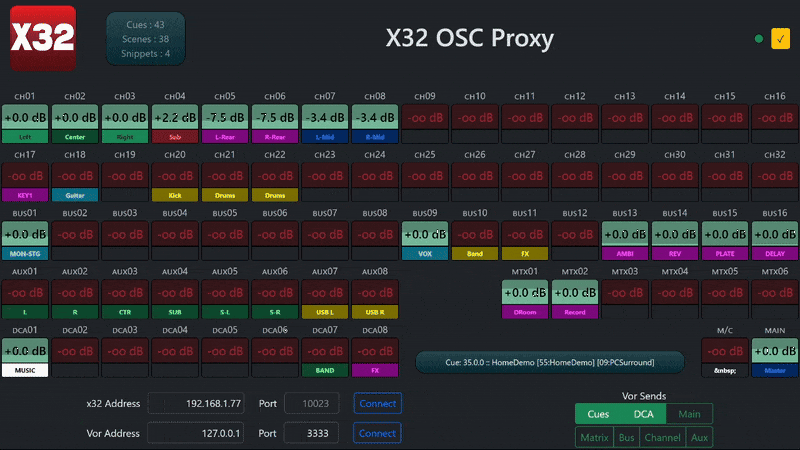 X32
Cues : 43
Scenes : 38
Snippets : 4
X32 OSC Proxy
✓
CH01 CH02 CH03 CH04 CH05 CH06 CH07 CH08 CH09 CH10 CH11 CH12 CH13 CH14 CH15 CH16
+0.0 dB +0.0 dB +0.0 dB +2.2 dB -7.5 dB -7.5 dB -3.4 dB -3.4 dB -oo dB -oo dB -oo dB -oo dB -oo dB -oo dB -oo dB -oo dB
Left Center Right Sub L-Rear R-Rear L-Mid R-Mid
CH17 CH18 CH19 CH20 CH21 CH22 CH23 CH24 CH25 CH26 CH27 CH28 CH29 CH30 CH31 CH32
-oo dB -oo dB -oo dB -oo dB -oo dB -oo dB -oo dB -oo dB -oo dB -oo dB -oo dB -oo dB -oo dB -oo dB -oo dB -oo dB
KEY1 Guitar Kick Drums Drums
BUS01 BUS02 BUS03 BUS04 BUS05 BUS06 BUS07 BUS08 BUS09 BUS10 BUS11 BUS12 BUS13 BUS14 BUS15 BUS16
+0.0 dB -oo dB -oo dB -oo dB -oo dB -oo dB -oo dB -oo dB +0.0 dB -oo dB -oo dB -oo dB +0.0 dB +0.0 dB +0.0 dB +0.0 dB
MON-STG VOX Band FX AMBI REV PLATE DELAY
AUX01 AUX02 AUX03 AUX04 AUX05 AUX06 AUX07 AUX08 MTX01 MTX02 MTX03 MTX04 MTX05 MTX06
-oo dB -oo dB -oo dB -oo dB -oo dB -oo dB -oo dB -oo dB +0.0 dB +0.0 dB -oo dB -oo dB -oo dB -oo dB
L R CTR SUB S-L S-R USB L USB R DRoom Record
DCA01 DCA02 DCA03 DCA04 DCA05 DCA06 DCA07 DCA08 M/C MAIN
+0.0 dB -oo dB -oo dB -oo dB -oo dB -oo dB -oo dB -oo dB -oo dB +0.0 dB
MUSIC BAND FX &nbsp; Master
Cue: 35.0.0 :: HomeDemo [55:HomeDemo] [09:PCSurround]
x32 Address 192.168.1.77 Port 10023 Connect
Vor Address 127.0.0.1 Port 3333 Connect
Vor Sends
Cues DCA Main
Matrix Bus Channel Aux